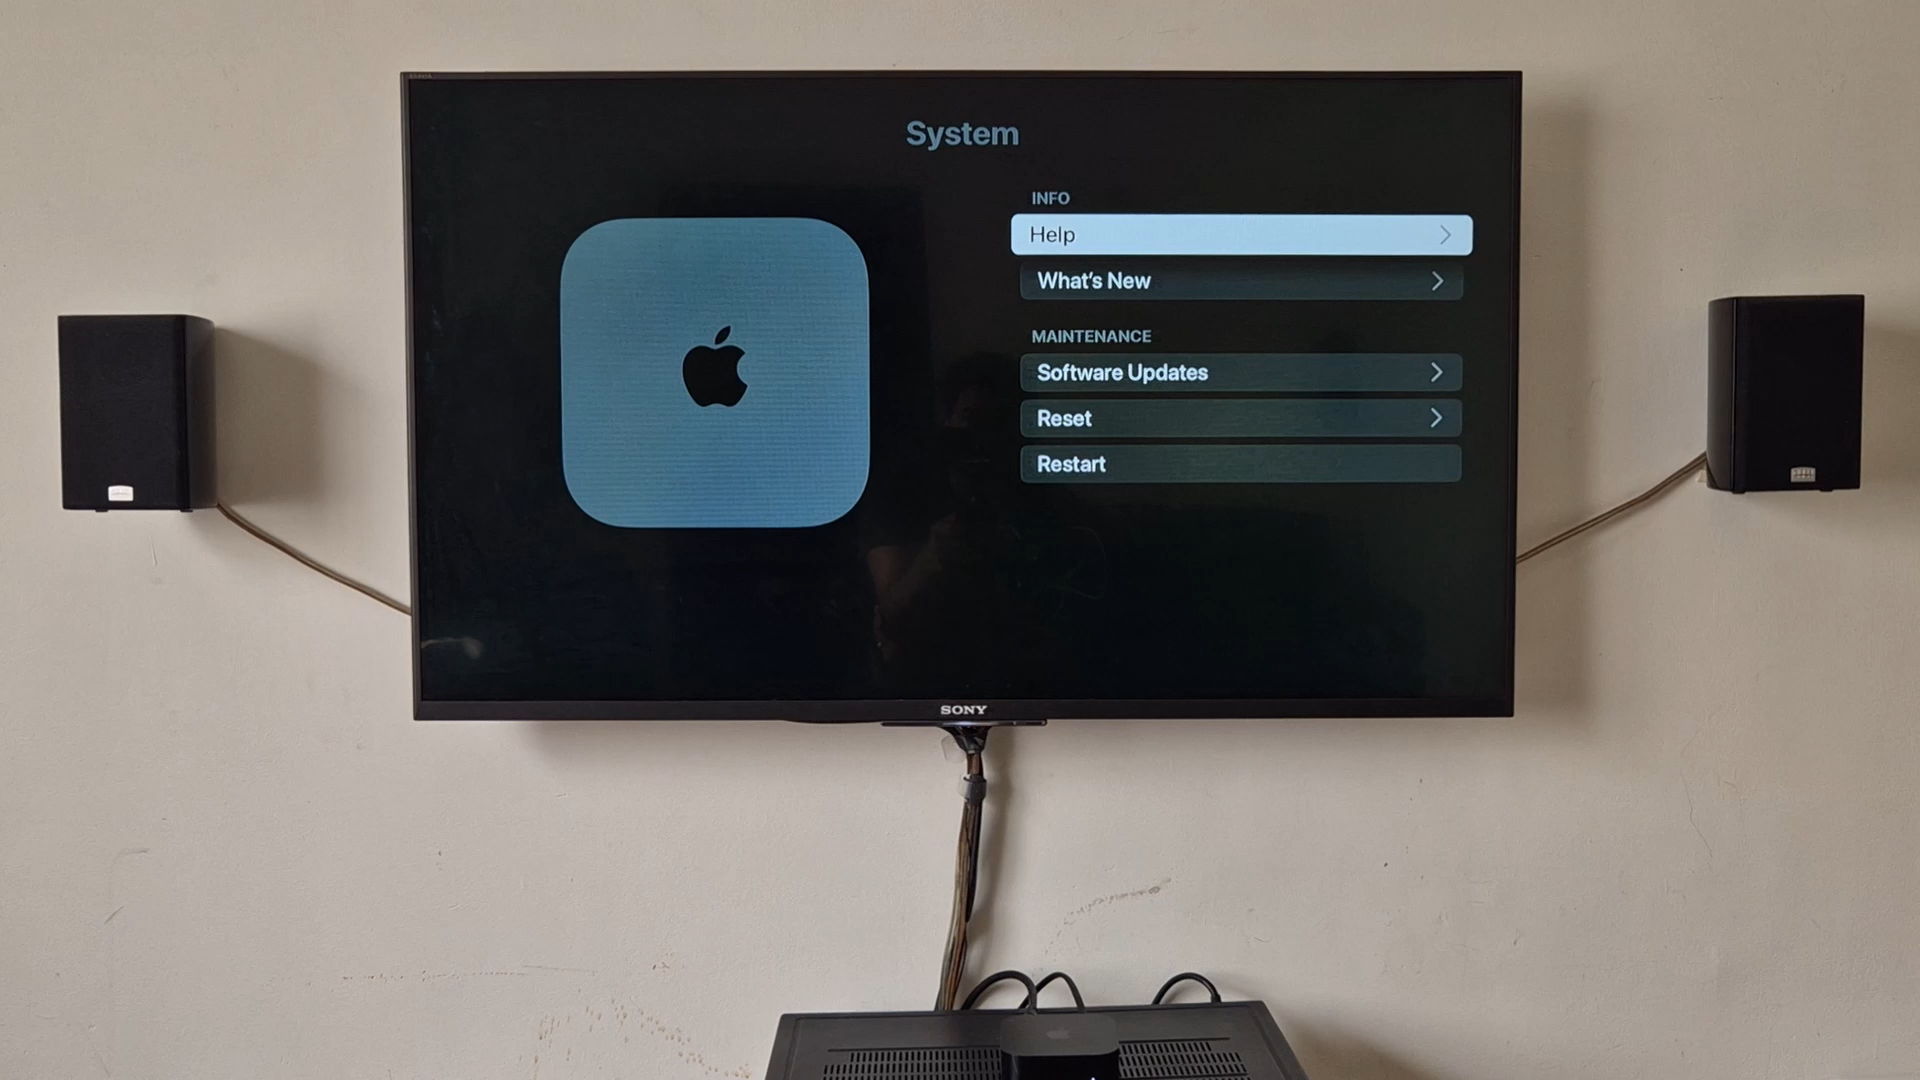 System
INFO
Help
What's New
MAINTENANCE
Software Updates
Reset
Restart
SONY